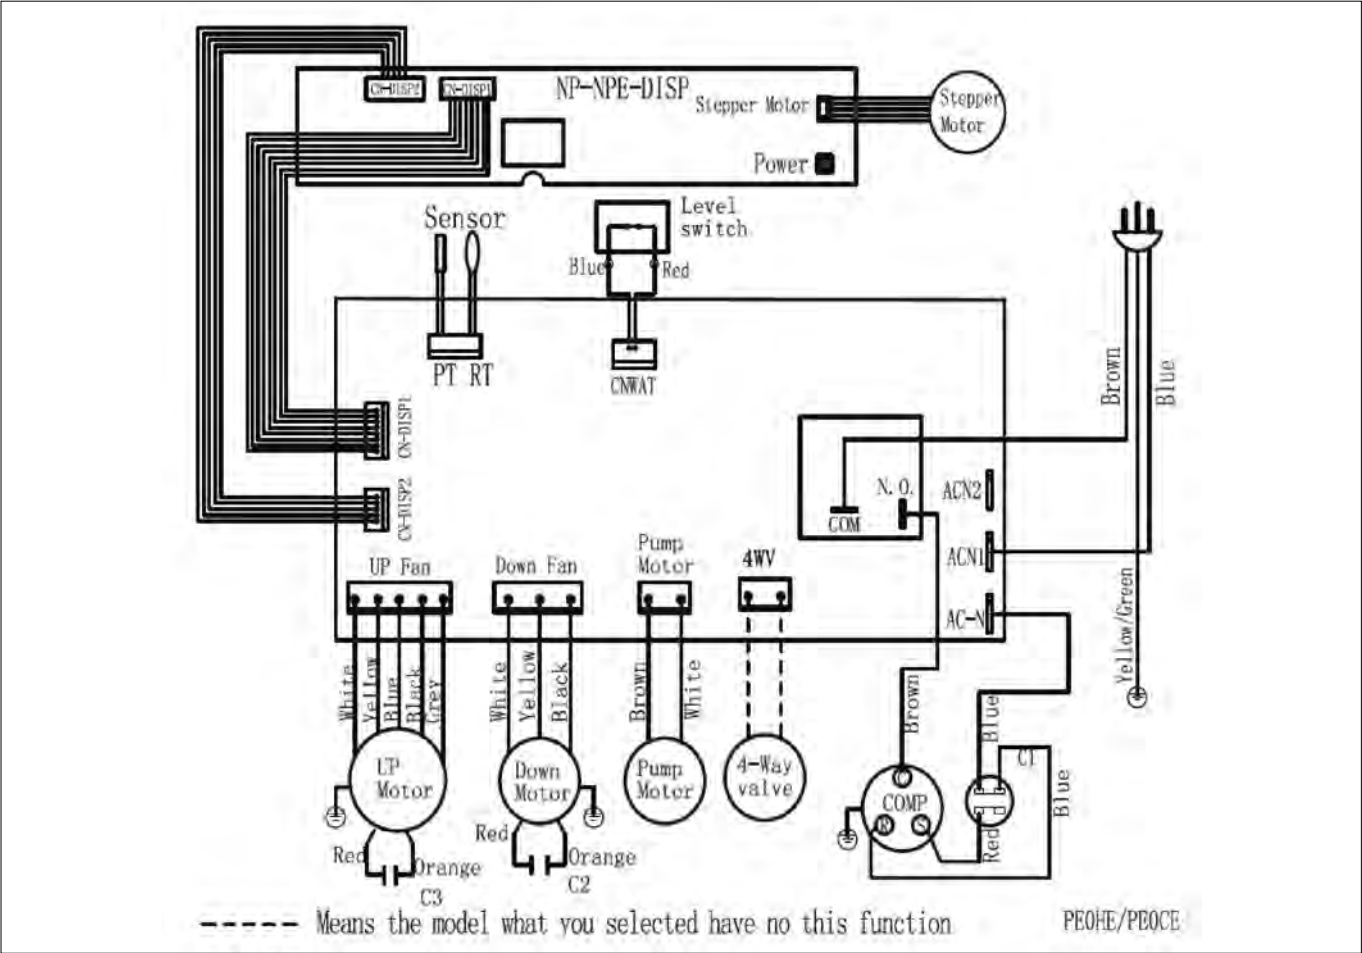 CN-DISP2
CN-DISP1
NP-NPE-DISP
Stepper Motor
Stepper
Motor
Power
Sensor
Level
switch
Blue
Red
PT RT
CNWAT
Brown
Blue
CN-DISP1
CN-DISP2
COM
N.O.
ACN2
ACN1
AC-N
UP Fan
Down Fan
Pump
Motor
4WV
White
Yellow
Blue
Black
Grey
White
Yellow
Black
Brown
White
Brown
Blue
Yellow/Green
UP
Motor
Down
Motor
Pump
Motor
4-Way
valve
COMP
R
S
C1
Blue
Red
Red
Orange
C3
Red
Orange
C2
Means the model what you selected have no this function
PEOHE/PEOCE